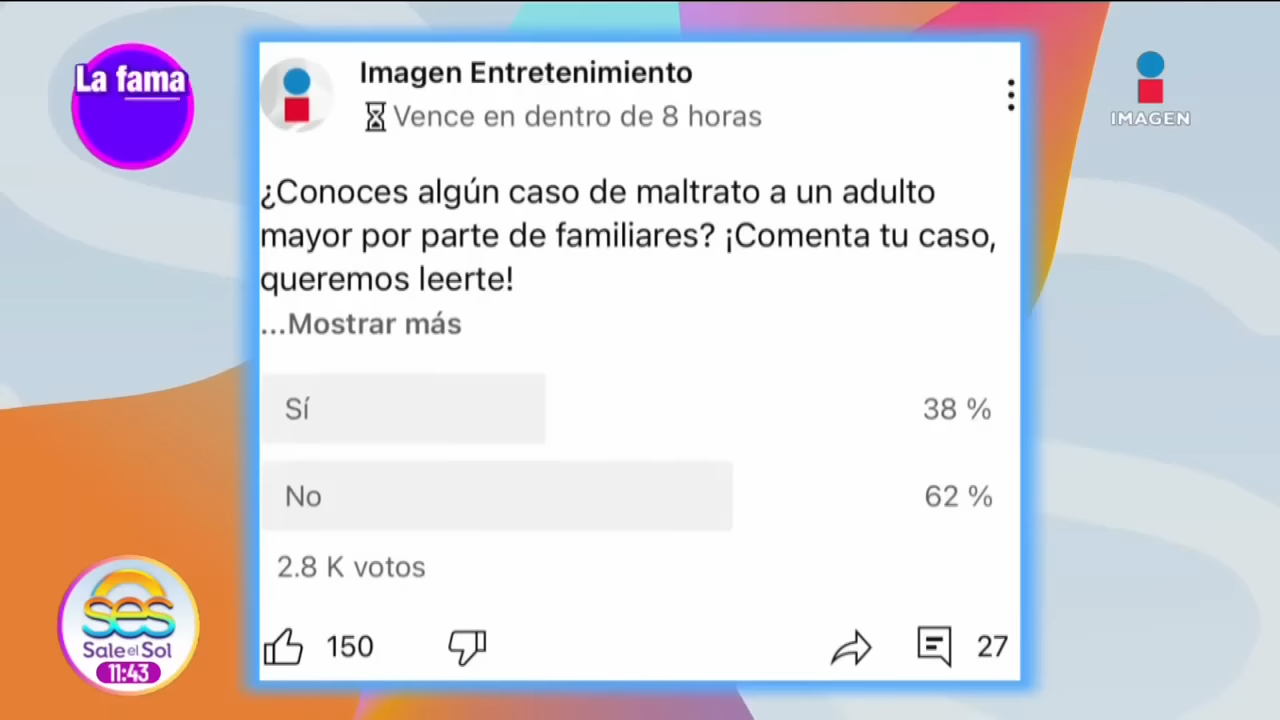 La fama
Imagen Entretenimiento
Vence en dentro de 8 horas
IMAGEN
¿Conoces algún caso de maltrato a un adulto
mayor por parte de familiares? ¡Comenta tu caso,
queremos leerte!
...Mostrar más
Sí 38 %
No 62 %
2.8 K votos
150 27
ses
Sale el Sol
11:43